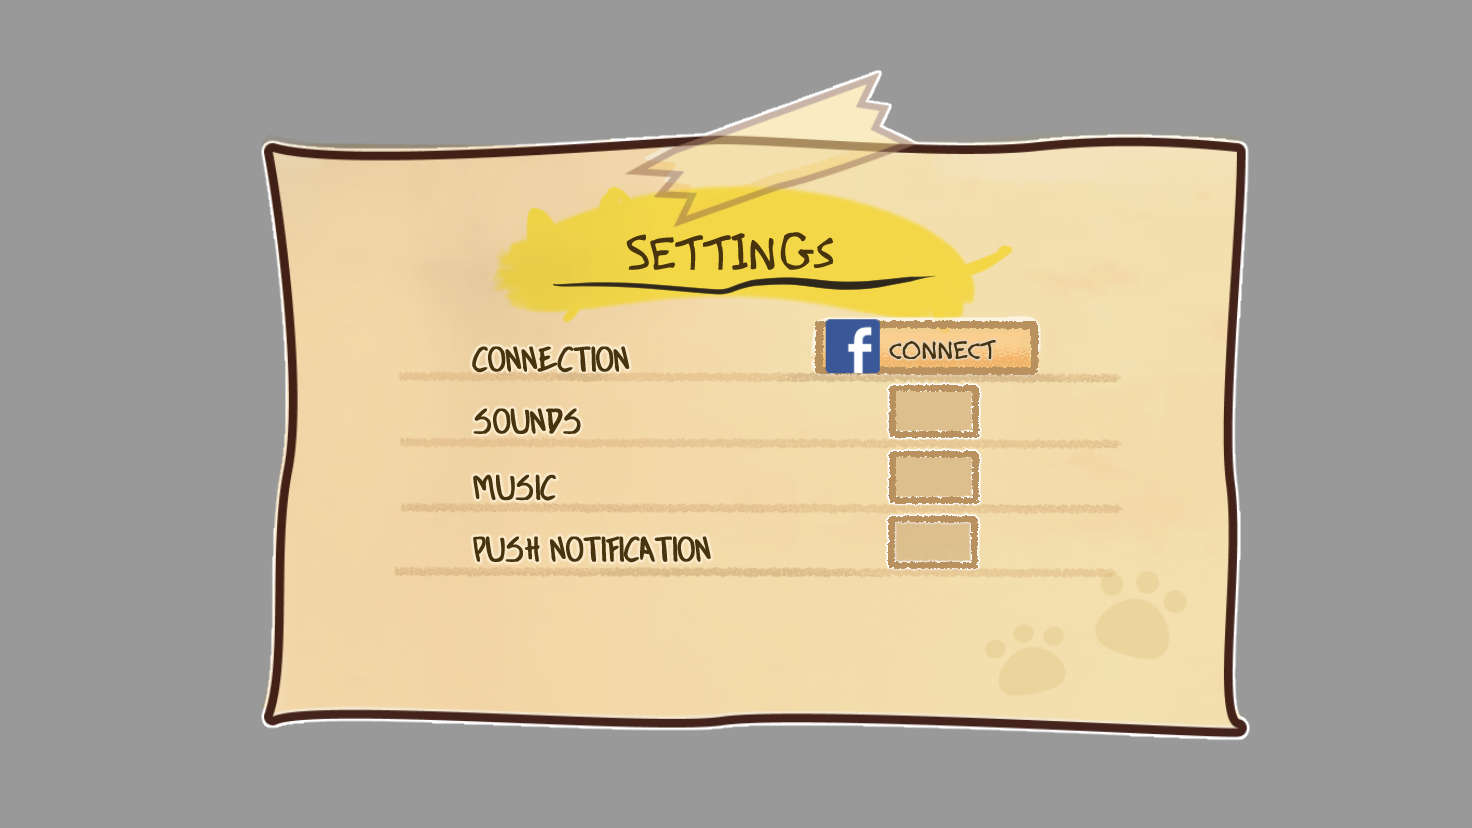 SETTINGS
CONNECTION
f CONNECT
SOUNDS
MUSIC
PUSH NOTIFICATION